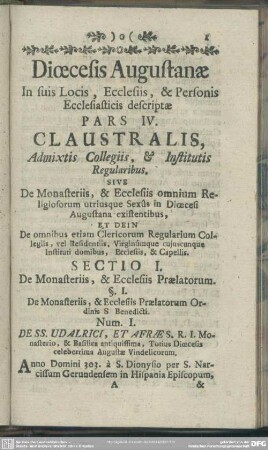 )o( 1
Diœcesis Augustanæ
In suis Locis, Ecclesiis, & Personis
Ecclesiasticis descriptæ
PARS IV.
CLAUSTRALIS,
Admixtis Collegiis, & Institutis
Regularibus.
SIVE
De Monasteriis, & Ecclesiis omnium Re-
ligiosorum utriusque Sexûs in Diœcesi
Augustana existentibus,
ET DEIN
De omnibus etiam Clericorum Regularium Col-
legiis, vel Residentiis, Virginúmque cujuscunque
Instituti domibus, Ecclesiis, & Capellis.
SECTIO I.
De Monasteriis, & Ecclesiis Prælatorum.
§. I.
De Monasteriis, & Ecclesiis Prælatorum Or-
dinis S Benedicti.
Num. I.
DE SS. UDALRICI, ET AFRÆ S. R. I. Mo-
nasterio, & Basilica antiquissima, Totius Diœcesis
celeberrima Augustæ Vindelicorum.
Anno Domini 303. à S. Dionysio per S. Nar-
cissum Gerundensem in Hispania Episcopum,
A &